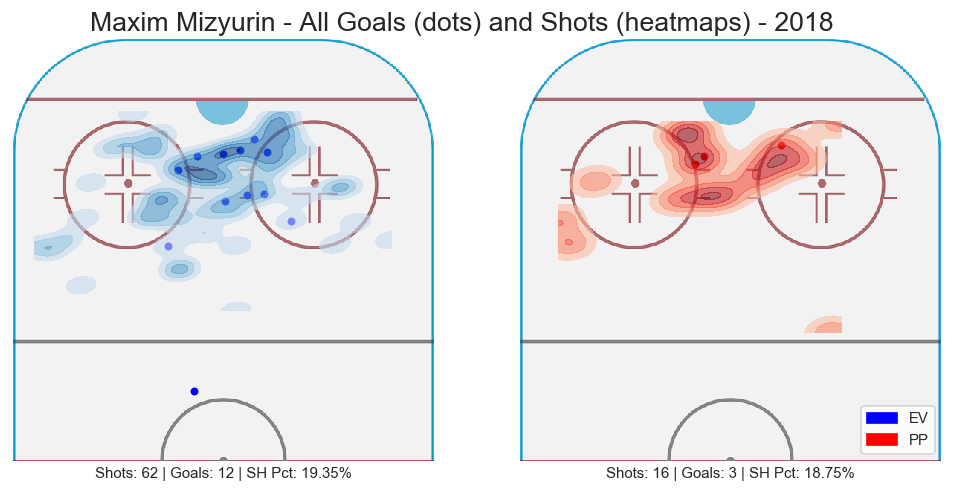 Maxim Mizyurin - All Goals (dots) and Shots (heatmaps) - 2018
EV
PP
Shots: 62 | Goals: 12 | SH Pct: 19.35%
Shots: 16 | Goals: 3 | SH Pct: 18.75%